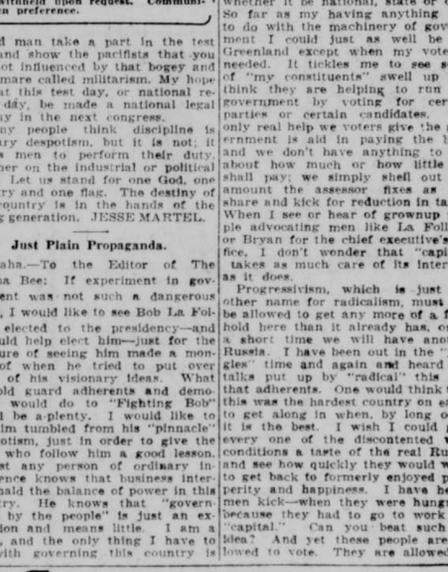 withheld upon request. Communi-
en preference.
d man take a part in the test
and show the pacifists that you
ot influenced by that bogey and
mare called militarism. My hope
at this test day, or national re-
day, be made a national legal
ay in the next congress.
ny people think discipline is
ary despotism, but it is not; it
s men to perform their duty,
her on the industrial or political
Let us stand for one God, one
ry and one flag. The destiny of
country is in the hands of the
g generation. JESSE MARTEL.
Just Plain Propaganda.
aha.—To the Editor of The
a Bee: If experiment in gov-
ent was not such a dangerous
, I would like to see Bob La Fol-
elected to the presidency—and
uld help elect him—just for the
ure of seeing him made a mon-
of when he tried to put over
of his visionary ideas. What
old guard adherents and demo-
would do to "Fighting Bob"
l be a-plenty. I would like to
im tumbled from his "pinnacle"
otism, just in order to give the
who follow him a good lesson.
st any person of ordinary in-
ence knows that business inter-
hald the balance of power in this
ry. He knows that "govern-
by the people" is just an ex-
ion and means little. I am a
, and the only thing I have to
with governing this country is
whether it be national, state or
So far as my having anything
to do with the machinery of gov
ment I could just as well be
Greenland except when my vote
needed. It tickles me to see s
of "my constituents" swell up
think they are helping to run
government by voting for cer
parties or certain candidates.
only real help we voters give the
ernment is aid in paying the
and we don't have anything to
about how much or how little
shall pay; we simply shell out
amount the assessor fixes as
share and kick for reduction in ta
When I see or hear of grownup
ple advocating men like La Foll
or Bryan for the chief executive's
fice, I don't wonder that "capi
takes as much care of its inter
as it does.
Progressivism, which is just
other name for radicalism, must
be allowed to get any more of a f
hold here than it already has, o
a short time we will have anot
Russia. I have been out in the
gles" time and again and heard
talks put up by "radical" this
that adherents. One would think
this was the hardest country on e
to get along in when, by long o
it is the best. I wish I could
every one of the discontented
conditions a taste of the real Ru
and see how quickly they would w
to get back to formerly enjoyed p
perity and happiness. I have he
men kick—when they were hungr
because they had to go to work
"capital." Can you beat such
idea? And yet these people are
lowed to vote. They are allowed